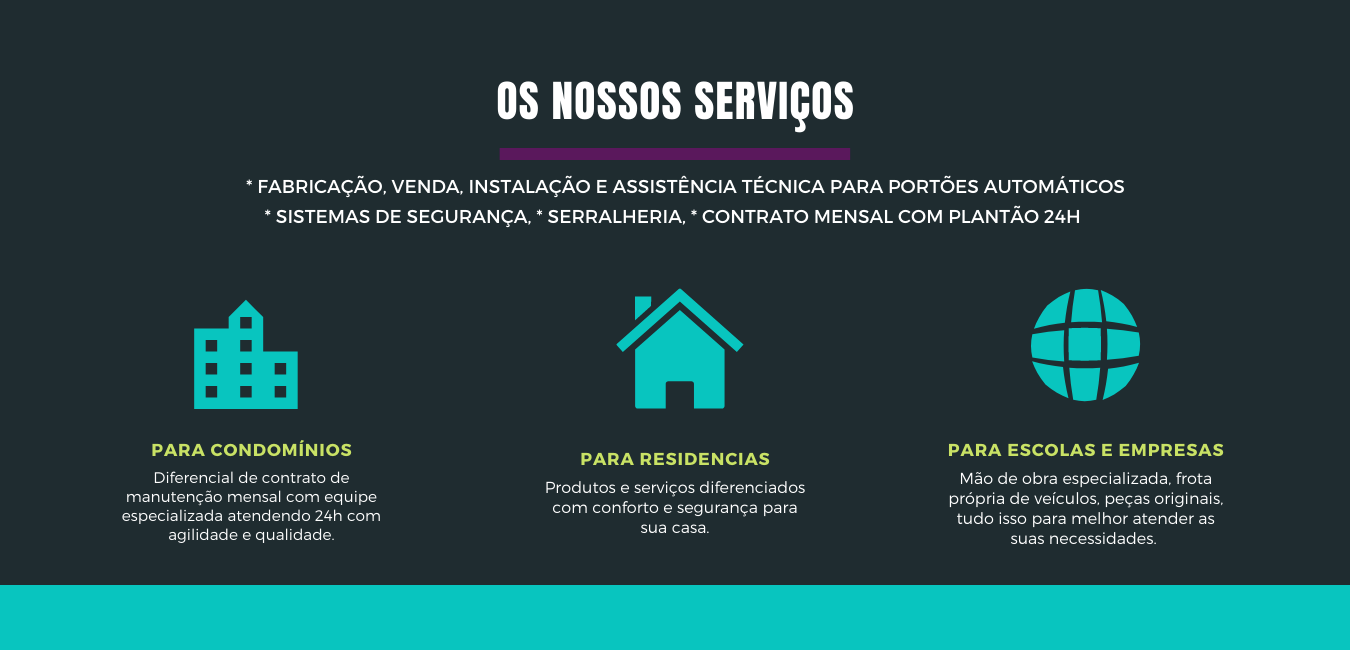 OS NOSSOS SERVIÇOS
* FABRICAÇÃO, VENDA, INSTALAÇÃO E ASSISTÊNCIA TÉCNICA PARA PORTÕES AUTOMÁTICOS
* SISTEMAS DE SEGURANÇA, * SERRALHERIA, * CONTRATO MENSAL COM PLANTÃO 24H
PARA CONDOMÍNIOS
Diferencial de contrato de
manutenção mensal com equipe
especializada atendendo 24h com
agilidade e qualidade.
PARA RESIDENCIAS
Produtos e serviços diferenciados
com conforto e segurança para
sua casa.
PARA ESCOLAS E EMPRESAS
Mão de obra especializada, frota
própria de veículos, peças originais,
tudo isso para melhor atender as
suas necessidades.